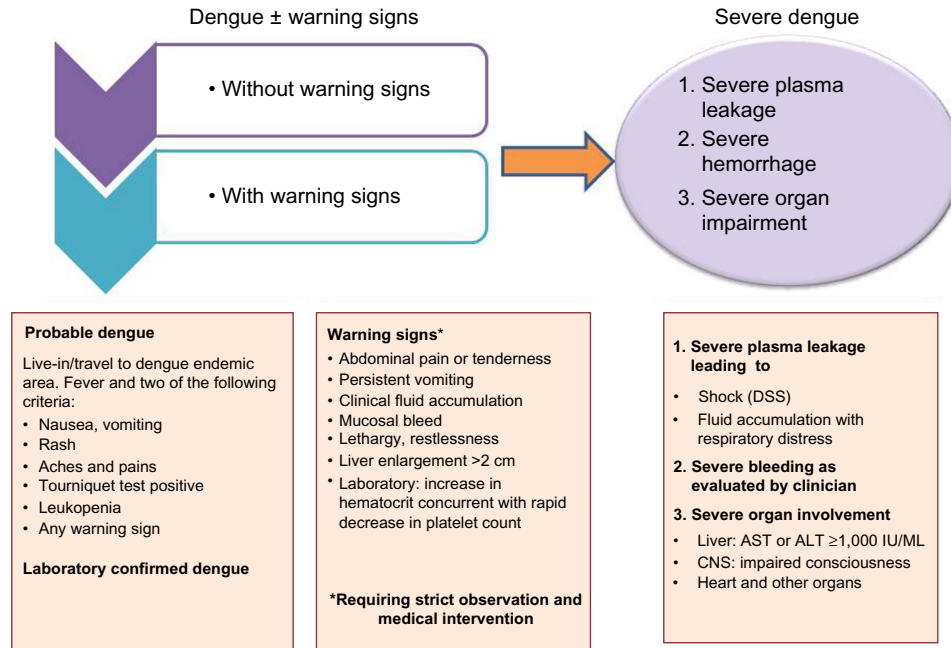 Dengue ± warning signs
Severe dengue
• Without warning signs
• With warning signs
1. Severe plasma
leakage
2. Severe
hemorrhage
3. Severe organ
impairment
Probable dengue
Live-in/travel to dengue endemic
area. Fever and two of the following
criteria:
• Nausea, vomiting
• Rash
• Aches and pains
• Tourniquet test positive
• Leukopenia
• Any warning sign
Laboratory confirmed dengue
Warning signs*
• Abdominal pain or tenderness
• Persistent vomiting
• Clinical fluid accumulation
• Mucosal bleed
• Lethargy, restlessness
• Liver enlargement >2 cm
• Laboratory: increase in
hematocrit concurrent with rapid
decrease in platelet count
*Requiring strict observation and
medical intervention
1. Severe plasma leakage
leading to
• Shock (DSS)
• Fluid accumulation with
respiratory distress
2. Severe bleeding as
evaluated by clinician
3. Severe organ involvement
• Liver: AST or ALT ≥1,000 IU/ML
• CNS: impaired consciousness
• Heart and other organs